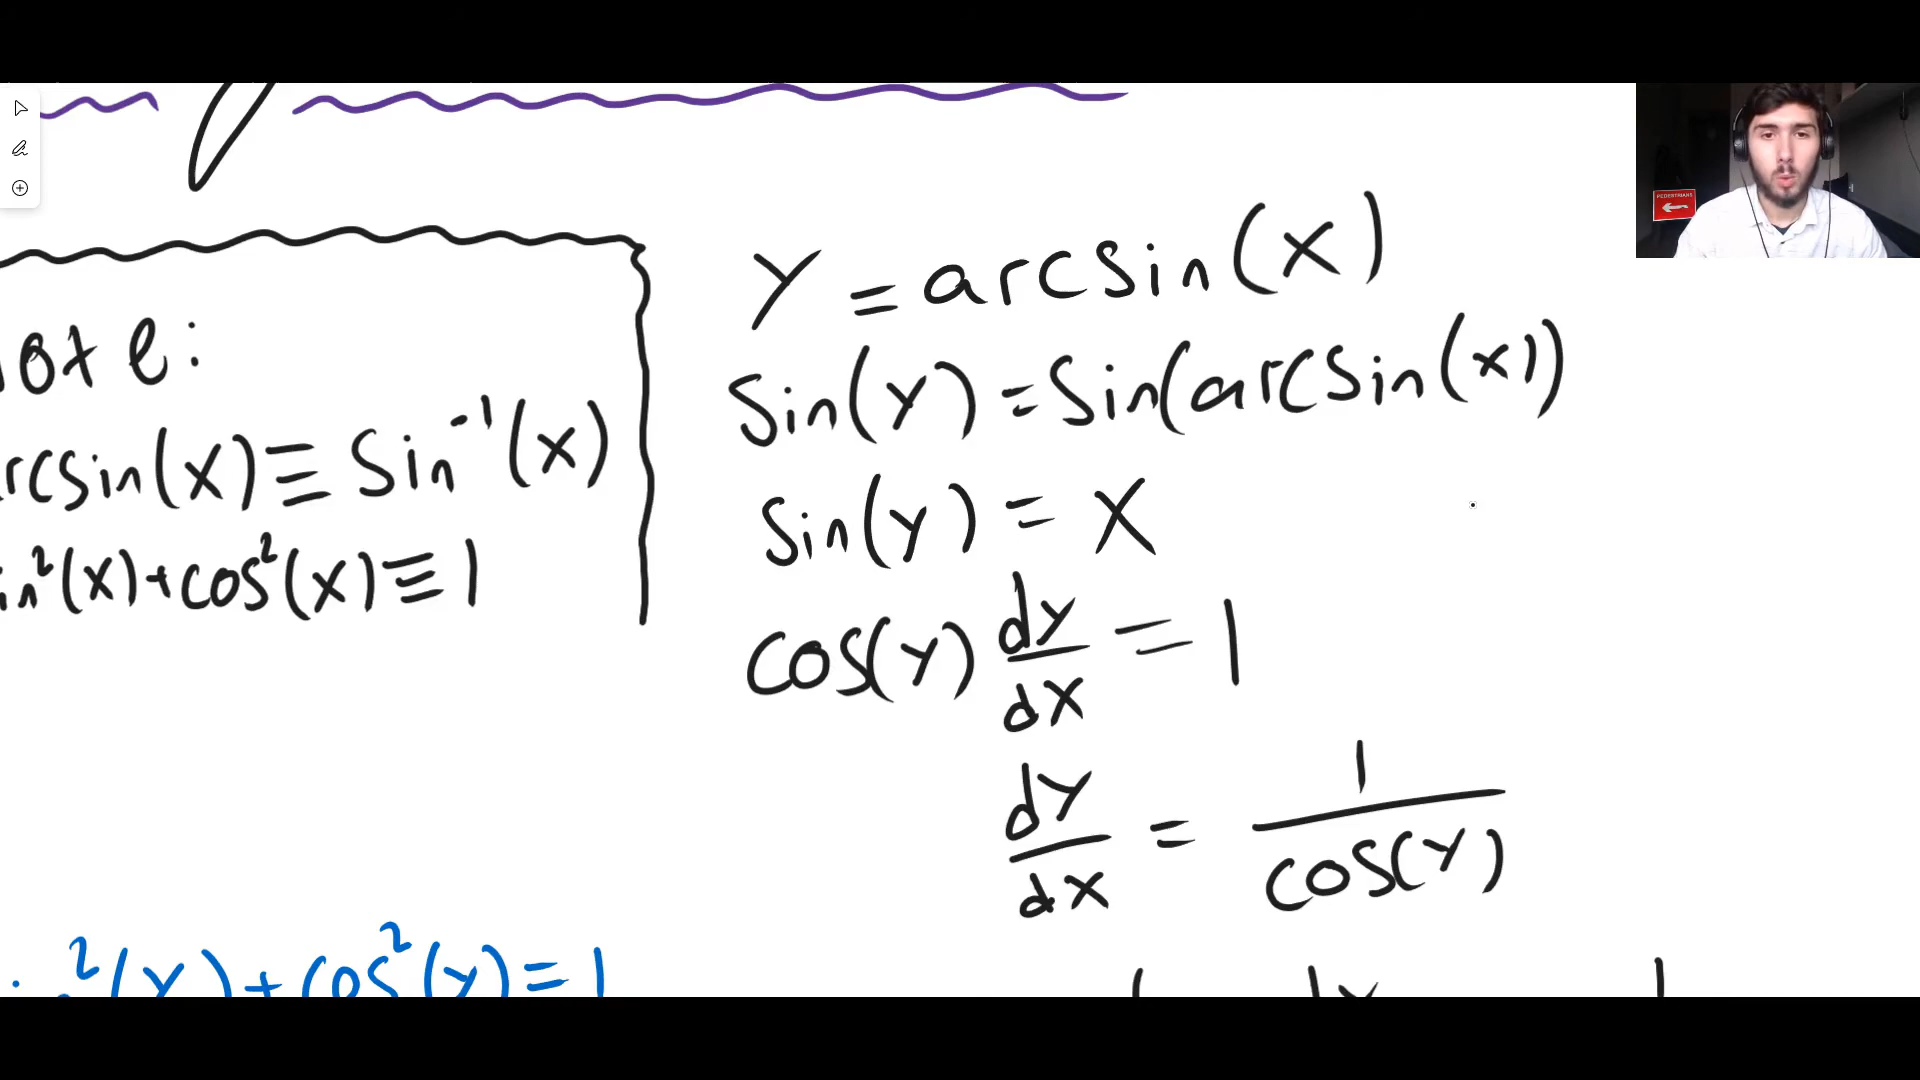 ote:
rcsin(x)≡Sin⁻¹(x)
in²(x)+cos²(x)≡1
y = arcsin(x)
Sin(y)=Sin(arcSin(x))
Sin(y) = x
cos(y) dy/dx = 1
dy/dx = 1/cos(y)
²(y)+cos²(y)=1
PEDESTRIANS